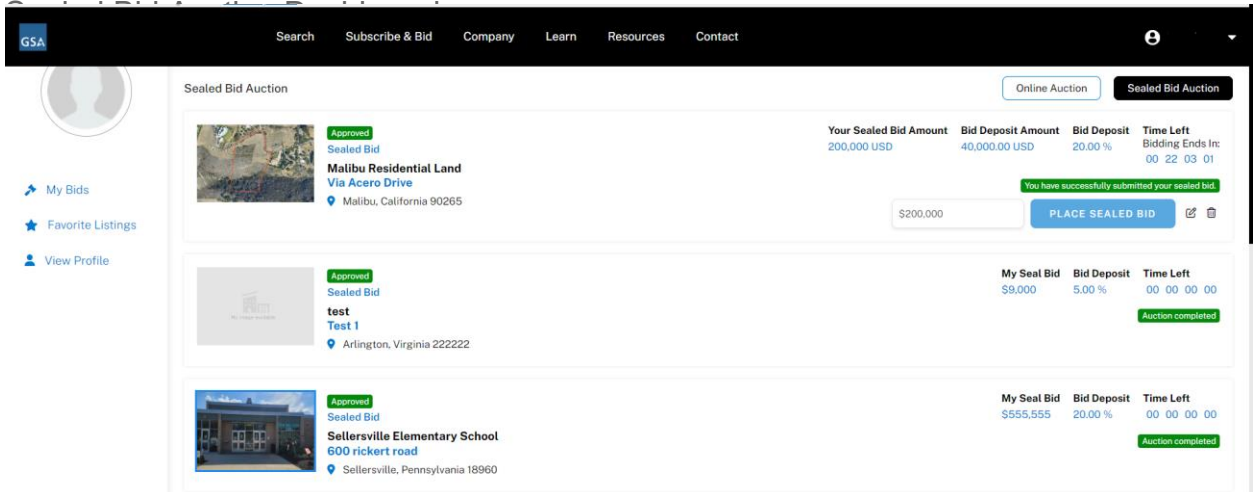 GSA
Search Subscribe & Bid Company Learn Resources Contact
Sealed Bid Auction
Online Auction
Sealed Bid Auction
My Bids
Favorite Listings
View Profile
Approved
Sealed Bid
Malibu Residential Land
Via Acero Drive
Malibu, California 90265
Your Sealed Bid Amount Bid Deposit Amount Bid Deposit Time Left
200,000 USD 40,000.00 USD 20.00 % Bidding Ends In:
00 22 03 01
You have successfully submitted your sealed bid.
$200,000
PLACE SEALED BID
Approved
Sealed Bid
test
Test 1
Arlington, Virginia 222222
My Seal Bid Bid Deposit Time Left
$9,000 5.00 % 00 00 00 00
Auction completed
Approved
Sealed Bid
Sellersville Elementary School
600 rickert road
Sellersville, Pennsylvania 18960
My Seal Bid Bid Deposit Time Left
$555,555 20.00 % 00 00 00 00
Auction completed